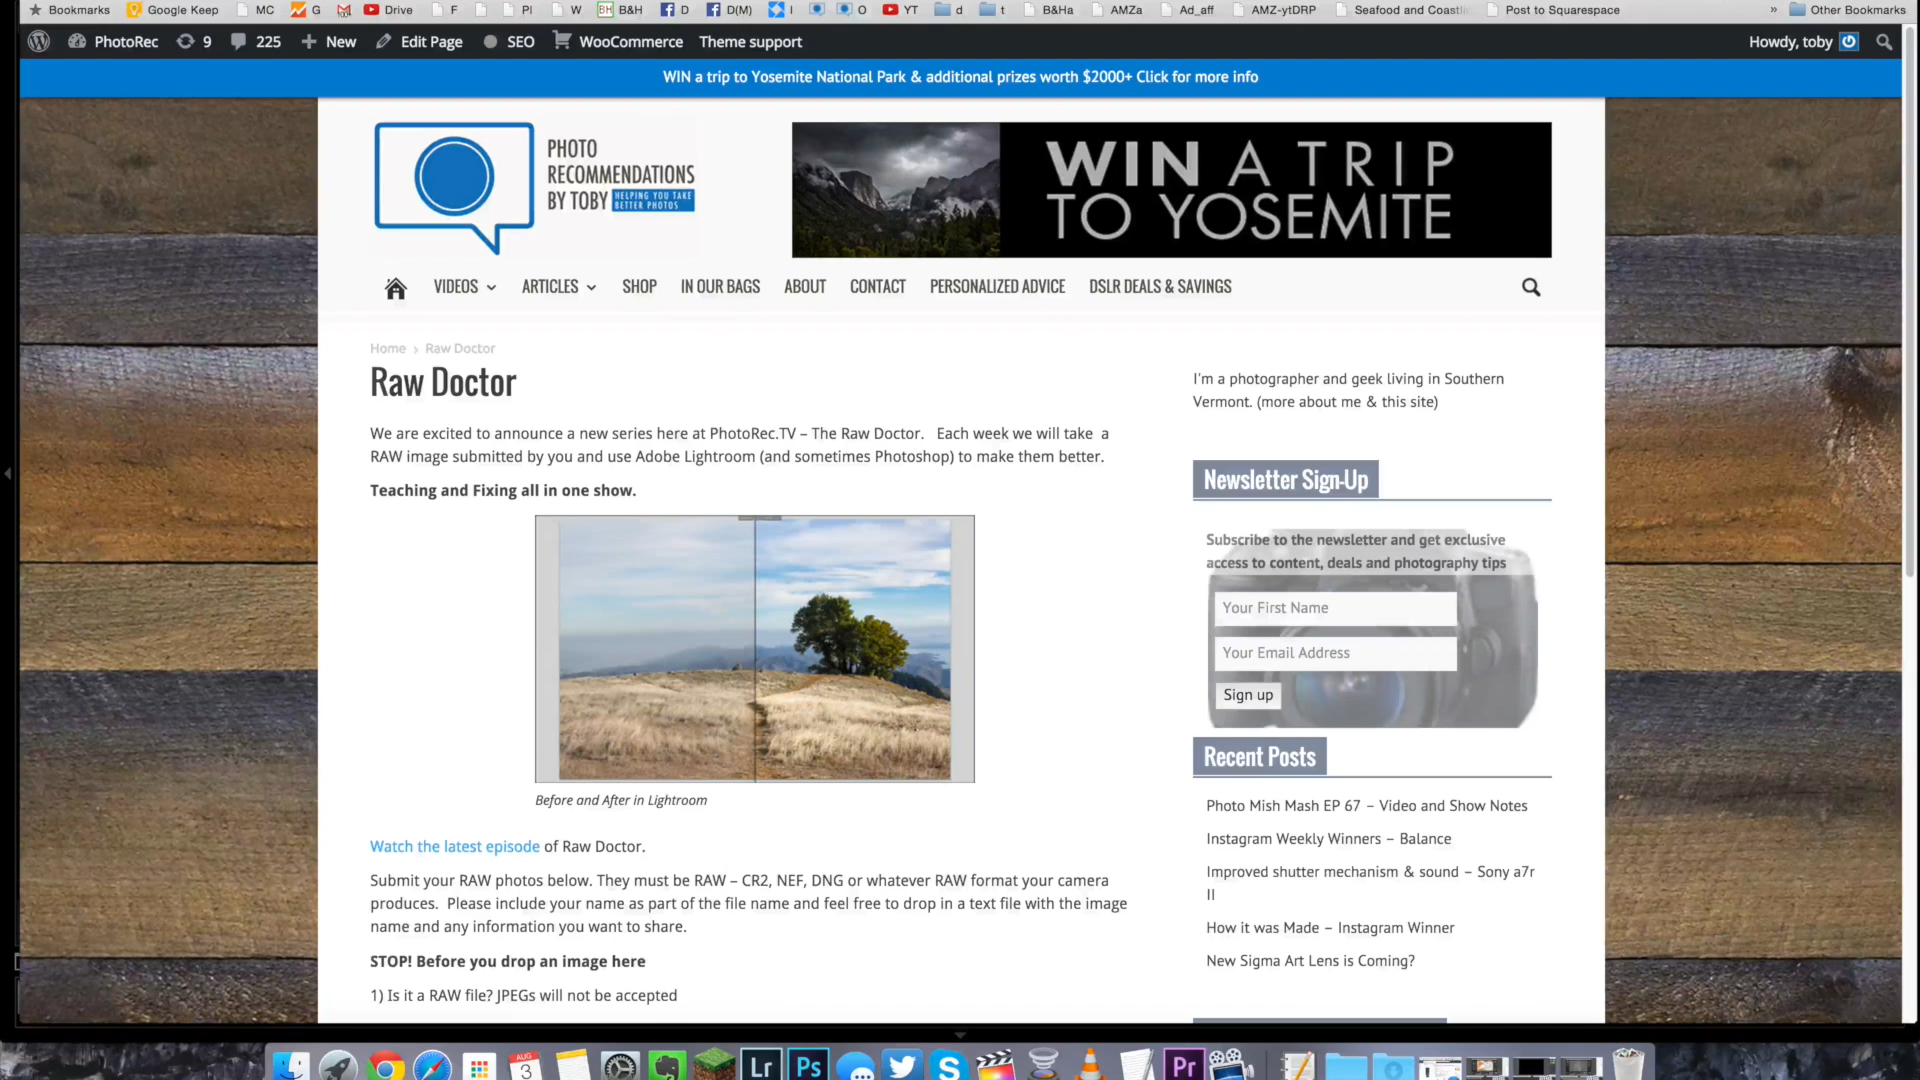 Bookmarks Google Keep MC G Drive F PI W B&H D D(M) I O YT d t B&Ha AMZa Ad_aff AMZ-ytDRP Seafood and Coastli Post to Squarespace » Other Bookmarks
PhotoRec 9 225 New Edit Page SEO WooCommerce Theme support Howdy, toby
WIN a trip to Yosemite National Park & additional prizes worth $2000+ Click for more info
PHOTO
RECOMMENDATIONS
BY TOBY HELPING YOU TAKE
BETTER PHOTOS
WIN A TRIP
TO YOSEMITE
VIDEOS ARTICLES SHOP IN OUR BAGS ABOUT CONTACT PERSONALIZED ADVICE DSLR DEALS & SAVINGS
Home › Raw Doctor
Raw Doctor
We are excited to announce a new series here at PhotoRec.TV – The Raw Doctor. Each week we will take a
RAW image submitted by you and use Adobe Lightroom (and sometimes Photoshop) to make them better.
Teaching and Fixing all in one show.
Before and After in Lightroom
Watch the latest episode of Raw Doctor.
Submit your RAW photos below. They must be RAW – CR2, NEF, DNG or whatever RAW format your camera
produces. Please include your name as part of the file name and feel free to drop in a text file with the image
name and any information you want to share.
STOP! Before you drop an image here
1) Is it a RAW file? JPEGs will not be accepted
I'm a photographer and geek living in Southern
Vermont. (more about me & this site)
Newsletter Sign-Up
Subscribe to the newsletter and get exclusive
access to content, deals and photography tips
Your First Name
Your Email Address
Sign up
Recent Posts
Photo Mish Mash EP 67 – Video and Show Notes
Instagram Weekly Winners – Balance
Improved shutter mechanism & sound – Sony a7r
II
How it was Made – Instagram Winner
New Sigma Art Lens is Coming?
AUG
3
Lr
Ps
S
Pr